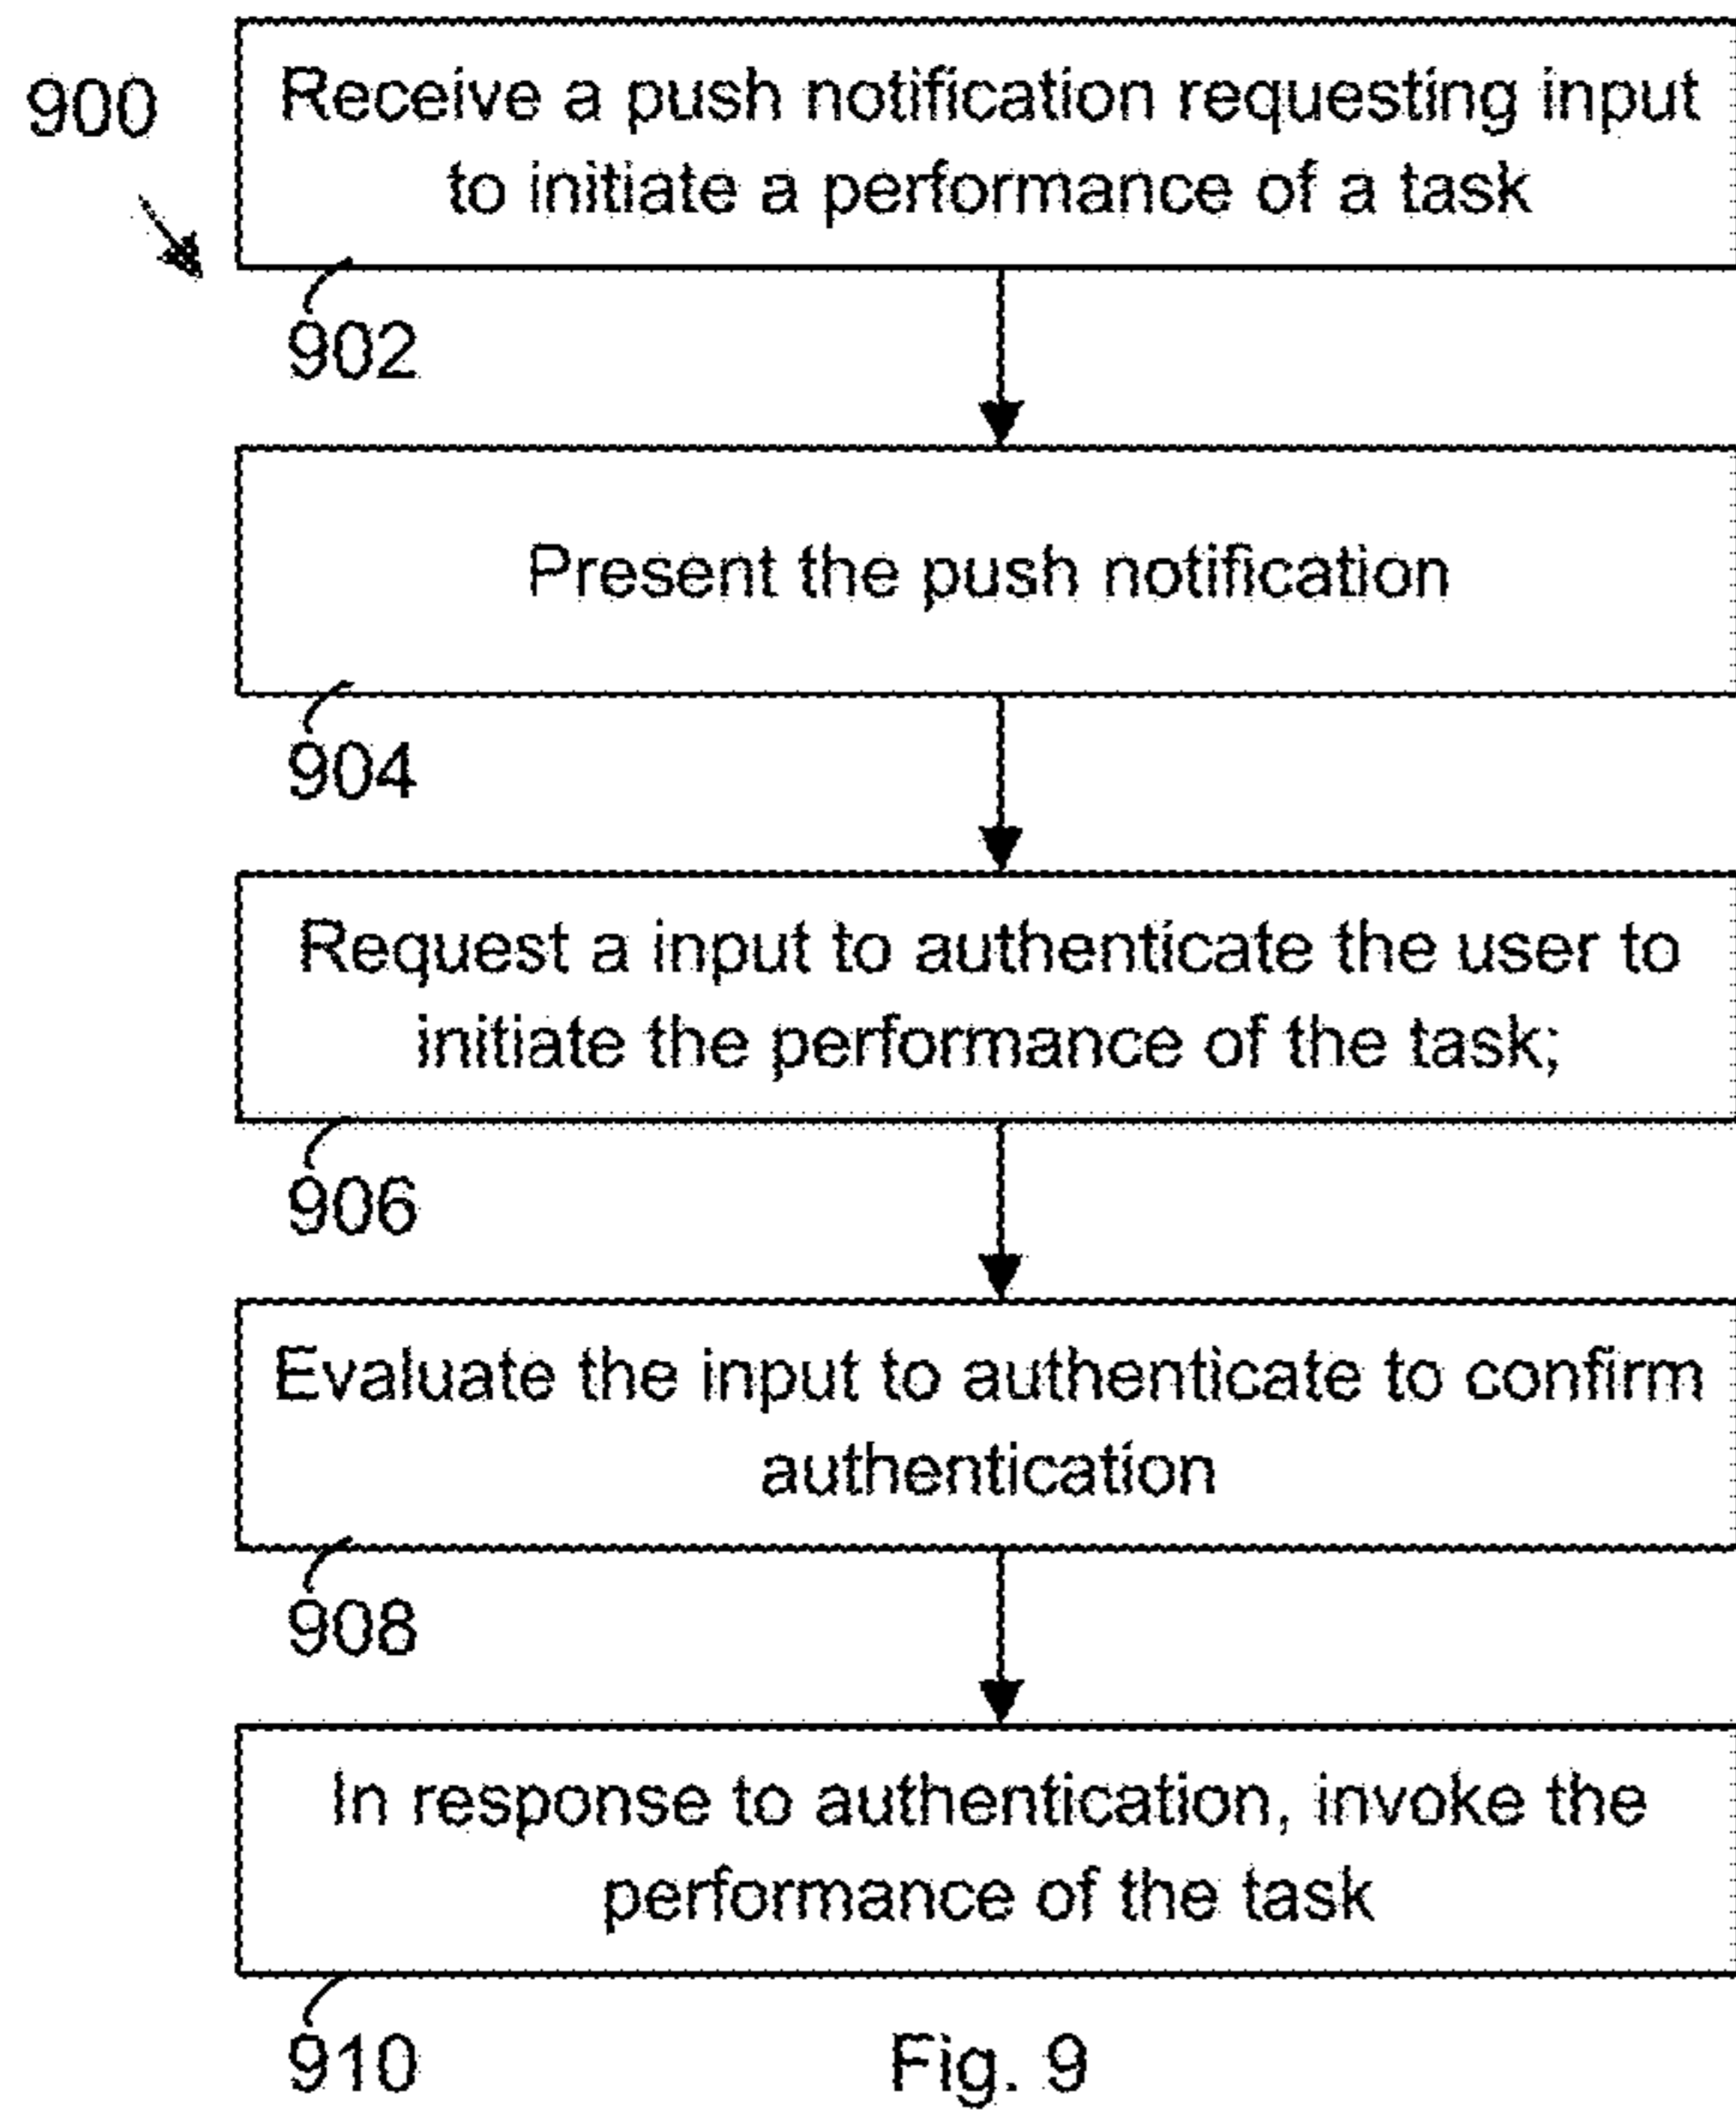 900
Receive a push notification requesting input
to initiate a performance of a task
902
Present the push notification
904
Request a input to authenticate the user to
initiate the performance of the task;
906
Evaluate the input to authenticate to confirm
authentication
908
In response to authentication, invoke the
performance of the task
910
Fig. 9